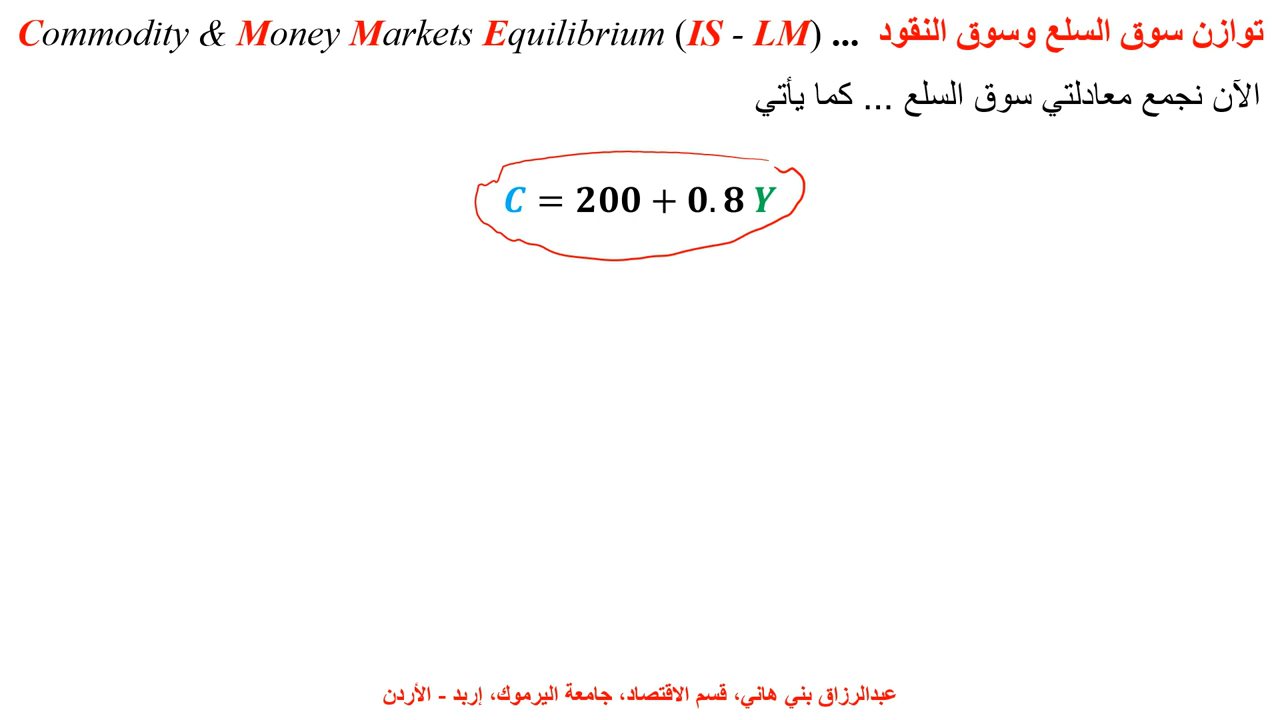 Commodity & Money Markets Equilibrium (IS - LM) ... توازن سوق السلع وسوق النقود
الآن نجمع معادلتي سوق السلع ... كما يأتي
C = 200 + 0.8 Y
عبدالرزاق بني هاني، قسم الاقتصاد، جامعة اليرموك، إربد - الأردن